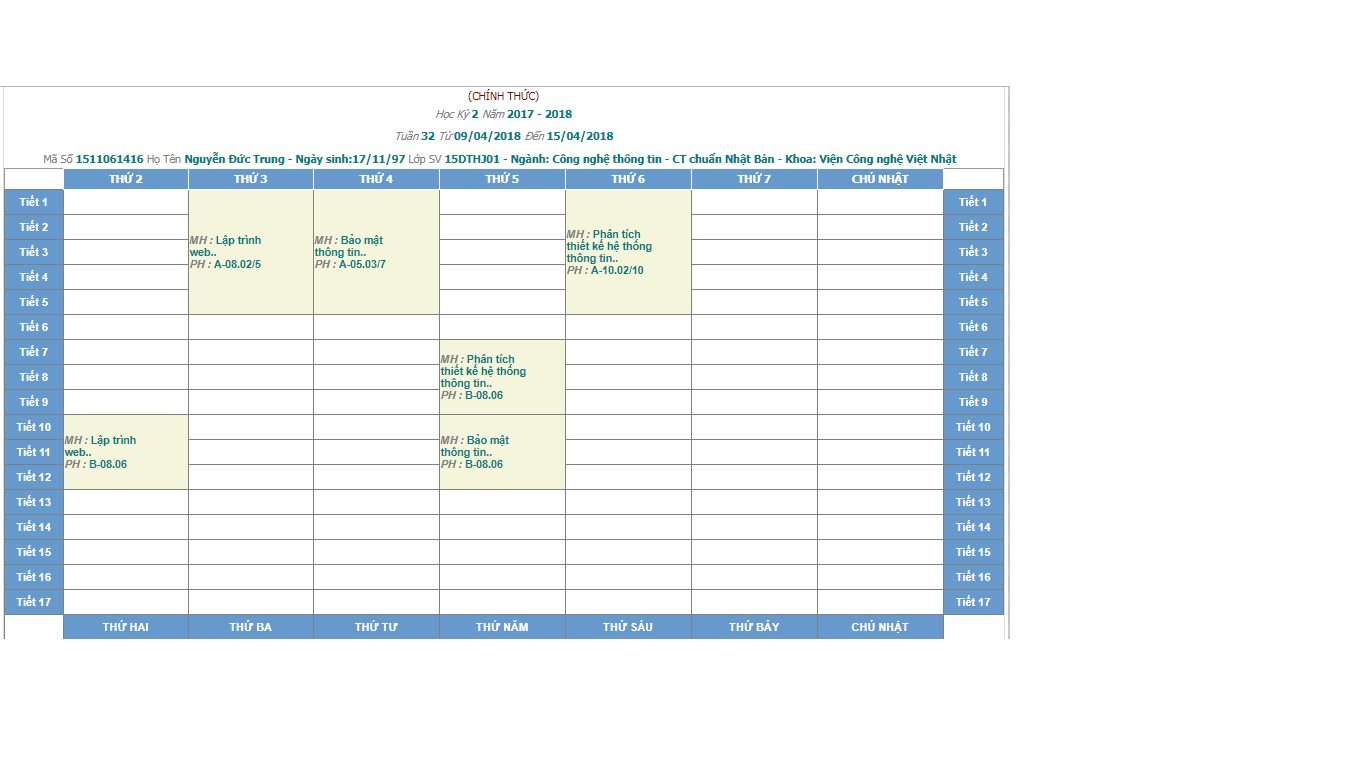 (CHÍNH THỨC)
Học Kỳ 2 Năm 2017 - 2018
Tuần 32 Từ 09/04/2018 Đến 15/04/2018
Mã Số 1511061416 Họ Tên Nguyễn Đức Trung - Ngày sinh:17/11/97 Lớp SV 15DTHJ01 - Ngành: Công nghệ thông tin - CT chuẩn Nhật Bản - Khoa: Viện Công nghệ Việt Nhật
THỨ 2 THỨ 3 THỨ 4 THỨ 5 THỨ 6 THỨ 7 CHỦ NHẬT
Tiết 1 Tiết 1
Tiết 2 Tiết 2
MH : Lập trình
web..
PH : A-08.02/5
MH : Bảo mật
thông tin..
PH : A-05.03/7
MH : Phân tích
thiết kế hệ thống
thông tin..
PH : A-10.02/10
Tiết 3 Tiết 3
Tiết 4 Tiết 4
Tiết 5 Tiết 5
Tiết 6 Tiết 6
Tiết 7 Tiết 7
MH : Phân tích
thiết kế hệ thống
thông tin..
PH : B-08.06
Tiết 8 Tiết 8
Tiết 9 Tiết 9
Tiết 10 Tiết 10
MH : Lập trình
web..
PH : B-08.06
MH : Bảo mật
thông tin..
PH : B-08.06
Tiết 11 Tiết 11
Tiết 12 Tiết 12
Tiết 13 Tiết 13
Tiết 14 Tiết 14
Tiết 15 Tiết 15
Tiết 16 Tiết 16
Tiết 17 Tiết 17
THỨ HAI THỨ BA THỨ TƯ THỨ NĂM THỨ SÁU THỨ BẢY CHỦ NHẬT